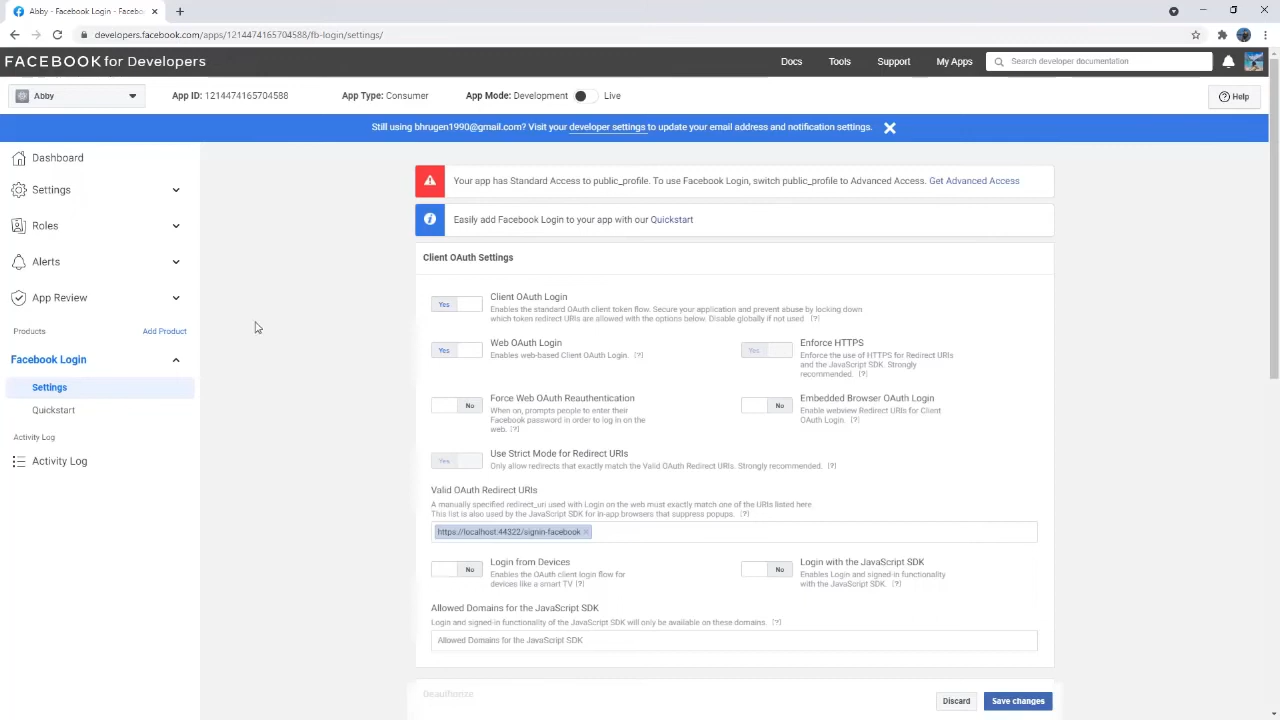 Abby - Facebook Login - Facebo
developers.facebook.com/apps/1214474165704588/fb-login/settings/
FACEBOOK for Developers
Docs
Tools
Support
My Apps
Search developer documentation
Abby
App ID: 1214474165704588
App Type: Consumer
App Mode: Development
Live
Help
Still using bhrugen1990@gmail.com? Visit your developer settings to update your email address and notification settings.
Dashboard
Settings
Roles
Alerts
App Review
Products
Add Product
Facebook Login
Settings
Quickstart
Activity Log
Activity Log
Your app has Standard Access to public_profile. To use Facebook Login, switch public_profile to Advanced Access. Get Advanced Access
Easily add Facebook Login to your app with our Quickstart
Client OAuth Settings
Yes
Client OAuth Login
Enables the standard OAuth client token flow. Secure your application and prevent abuse by locking down
which token redirect URIs are allowed with the options below. Disable globally if not used [?]
Yes
Web OAuth Login
Enables web-based Client OAuth Login. [?]
Yes
Enforce HTTPS
Enforce the use of HTTPS for Redirect URIs
and the JavaScript SDK. Strongly
recommended. [?]
No
Force Web OAuth Reauthentication
When on, prompts people to enter their
Facebook password in order to log in on the
web. [?]
No
Embedded Browser OAuth Login
Enable webview Redirect URIs for Client
OAuth Login. [?]
Yes
Use Strict Mode for Redirect URIs
Only allow redirects that exactly match the Valid OAuth Redirect URIs. Strongly recommended. [?]
Valid OAuth Redirect URIs
A manually specified redirect_uri used with Login on the web must exactly match one of the URIs listed here
This list is also used by the JavaScript SDK for in-app browsers that suppress popups. [?]
https://localhost:44322/signin-facebook
No
Login from Devices
Enables the OAuth client login flow for
devices like a smart TV [?]
No
Login with the JavaScript SDK
Enables Login and signed-in functionality
with the JavaScript SDK. [?]
Allowed Domains for the JavaScript SDK
Login and signed-in functionality of the JavaScript SDK will only be available on these domains. [?]
Allowed Domains for the JavaScript SDK
Deauthorize
Discard
Save changes